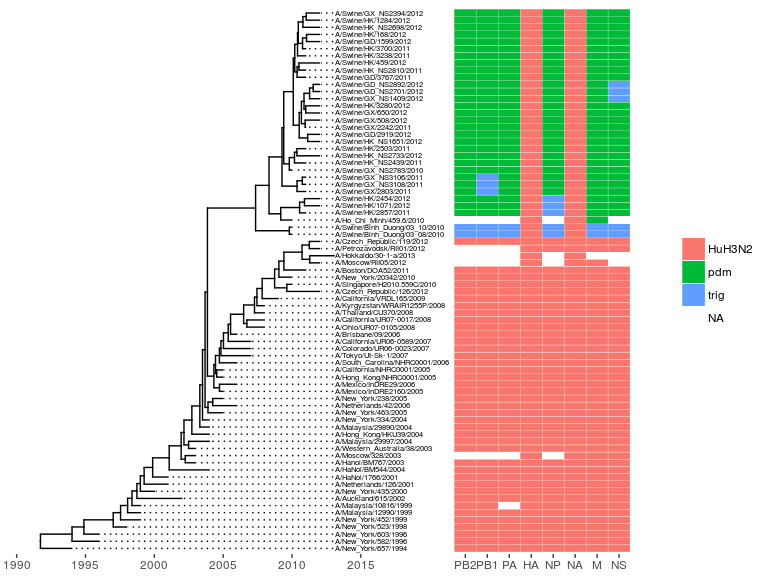 A/Swine/GX_NS2394/2012
A/Swine/HK/1284/2012
A/Swine/HK_NS2698/2012
A/Swine/HK/168/2012
A/Swine/GD/1599/2012
A/Swine/HK/3700/2011
A/Swine/HK/3238/2011
A/Swine/HK/459/2012
A/Swine/HK_NS2810/2011
A/Swine/GD/3767/2011
A/Swine/GD_NS2892/2012
A/Swine/GD_NS2701/2012
A/Swine/GX_NS1409/2012
A/Swine/HK/3280/2012
A/Swine/GX/650/2012
A/Swine/GX/508/2012
A/Swine/GX/2242/2011
A/Swine/GD/2919/2012
A/Swine/HK_NS1651/2012
A/Swine/HK/2503/2011
A/Swine/HK_NS2733/2012
A/Swine/HK_NS2439/2011
A/Swine/GX_NS2783/2010
A/Swine/GX_NS3106/2011
A/Swine/GX_NS3108/2011
A/Swine/GX/2803/2011
A/Swine/HK/2454/2012
A/Swine/HK/1071/2012
A/Swine/HK/2857/2011
A/Ho_Chi_Minh/459.6/2010
A/Swine/Binh_Duong/03_10/2010
A/Swine/Binh_Duong/03_08/2010
A/Czech_Republic/119/2012
A/Petrozavodsk/RII01/2012
A/Hokkaido/30-1-a/2013
A/Moscow/RII05/2012
A/Boston/DOA52/2011
A/New_York/20342/2010
A/Singapore/H2010.559C/2010
A/Czech_Republic/126/2012
A/California/VRDL165/2009
A/Kyrgyzstan/WRAIR1255P/2008
A/Thailand/CU370/2008
A/California/UR07-0017/2008
A/Ohio/UR07-0105/2008
A/Brisbane/09/2006
A/California/UR06-0589/2007
A/Colorado/UR06-0023/2007
A/Tokyo/Ut-Sk-1/2007
A/South_Carolina/NHRC0001/2006
A/California/NHRC0001/2005
A/Hong_Kong/NHRC0001/2005
A/Mexico/InDRE29/2006
A/Mexico/InDRE2160/2005
A/New_York/238/2005
A/Netherlands/42/2006
A/New_York/463/2005
A/New_York/334/2004
A/Malaysia/29890/2004
A/Hong_Kong/HKU39/2004
A/Malaysia/29997/2004
A/Western_Australia/38/2003
A/Moscow/328/2003
A/Hanoi/BM767/2003
A/HaNoi/BM544/2004
A/HaNoi/1766/2001
A/Netherlands/126/2001
A/New_York/435/2000
A/Auckland/615/2002
A/Malaysia/10816/1999
A/Malaysia/12990/1999
A/New_York/452/1999
A/New_York/523/1998
A/New_York/603/1996
A/New_York/582/1996
A/New_York/657/1994
HuH3N2
pdm
trig
NA
1990 1995 2000 2005 2010 2015
PB2 PB1 PA HA NP NA M NS